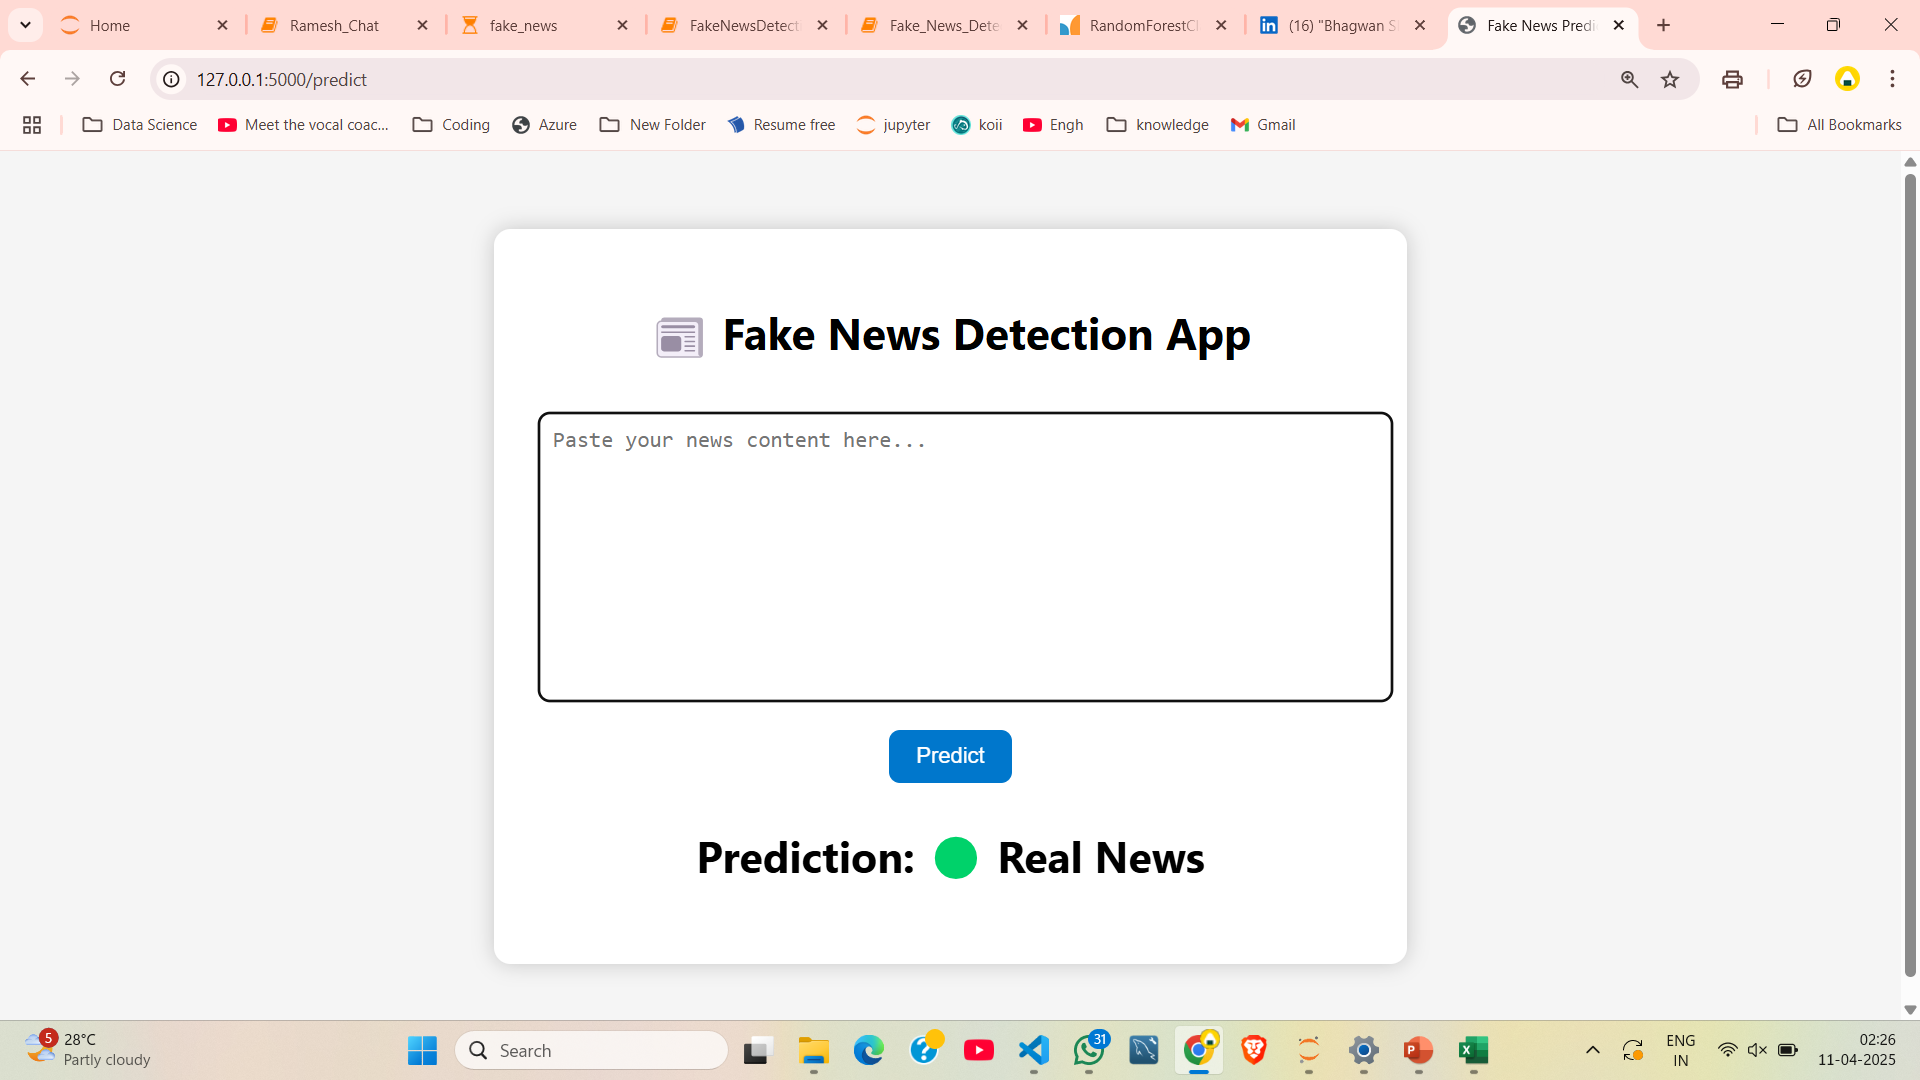 Home
Ramesh_Chat
fake_news
FakeNewsDetect
Fake_News_Dete
RandomForestCl
(16) "Bhagwan S
Fake News Predi
127.0.0.1:5000/predict
Data Science
Meet the vocal coac...
Coding
Azure
New Folder
Resume free
jupyter
koii
Engh
knowledge
Gmail
All Bookmarks
Fake News Detection App
Paste your news content here...
Predict
Prediction: Real News
5
28°C
Partly cloudy
Search
31
ENG
IN
02:26
11-04-2025